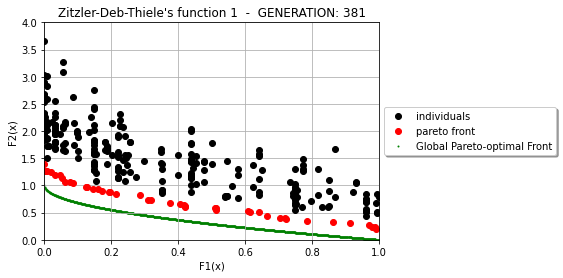 Zitzler-Deb-Thiele's function 1 - GENERATION: 381
4.0
3.5
3.0
2.5
2.0
1.5
1.0
0.5
0.0
F2(x)
0.0 0.2 0.4 0.6 0.8 1.0
F1(x)
individuals
pareto front
Global Pareto-optimal Front